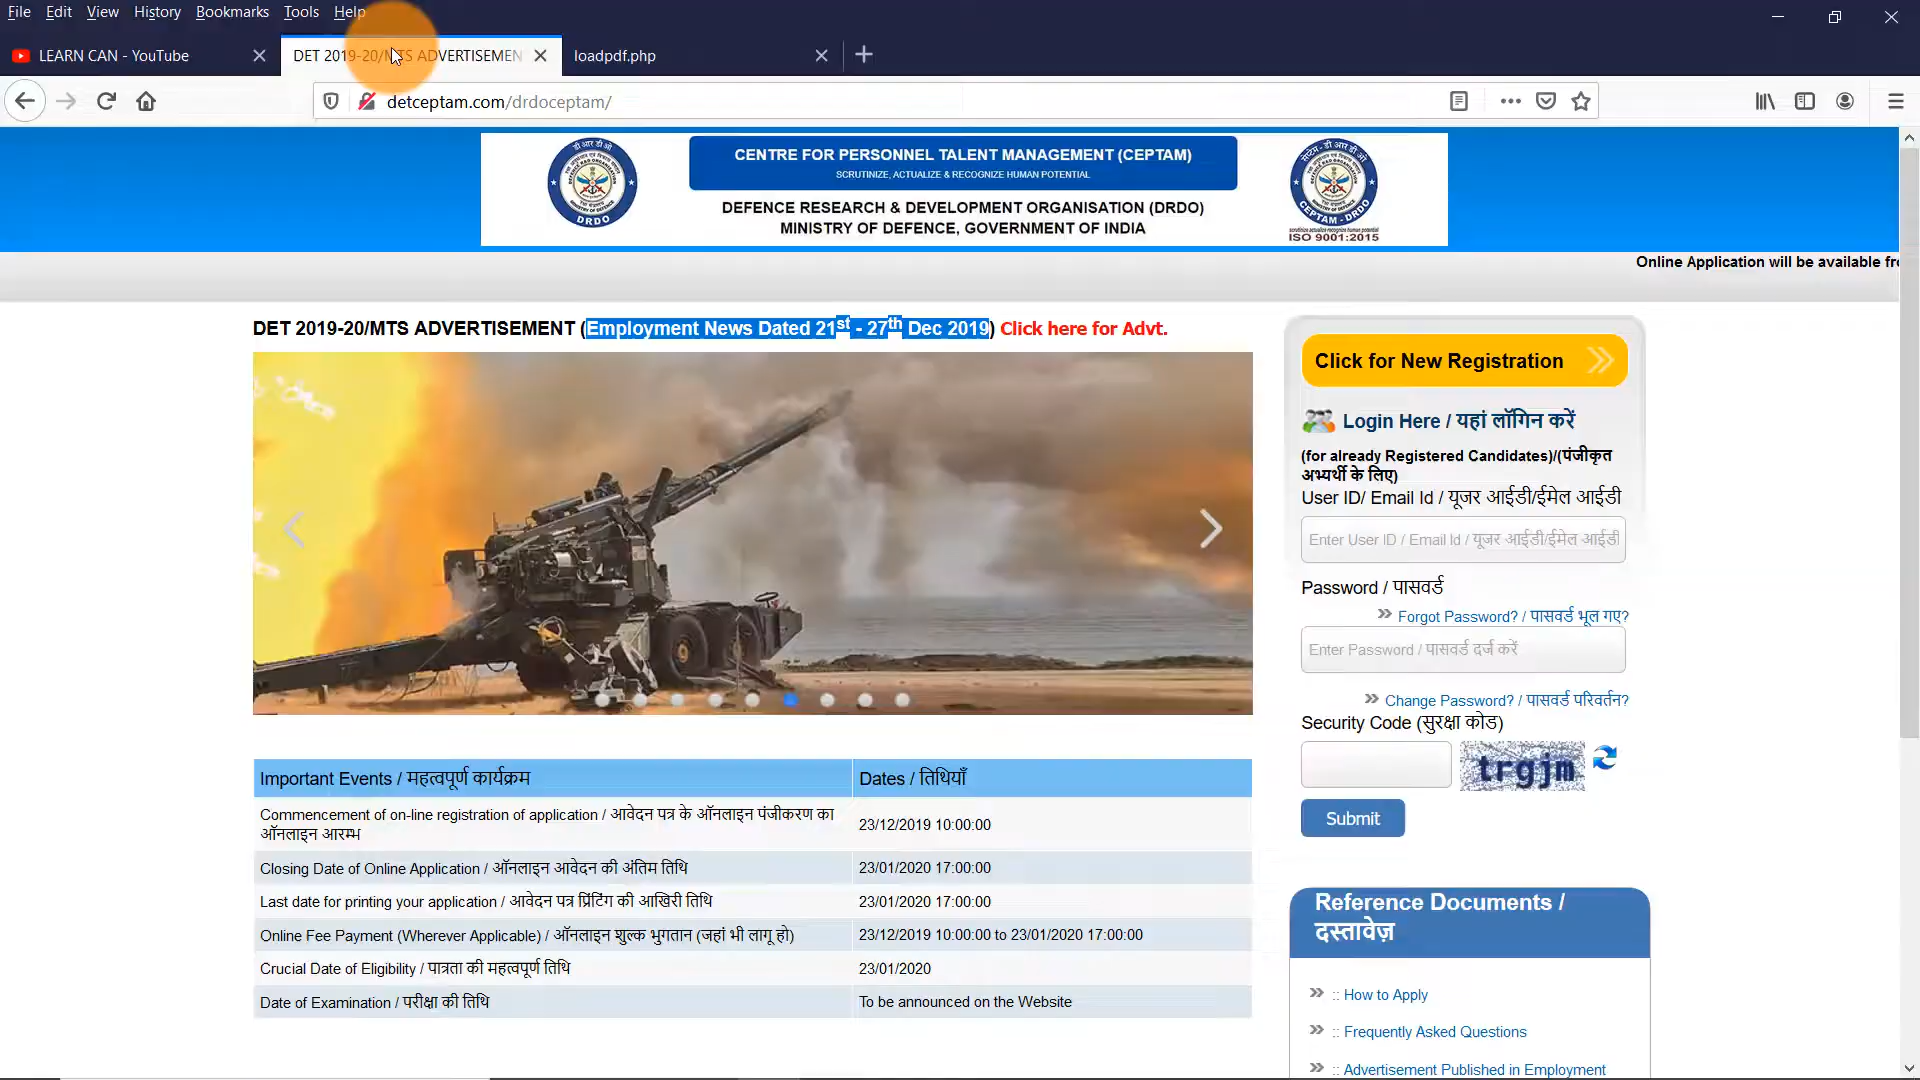 File Edit View History Bookmarks Tools Help
LEARN CAN - YouTube
DET 2019-20/MTS ADVERTISEMEN
loadpdf.php
detceptam.com/drdoceptam/
DRDO
CENTRE FOR PERSONNEL TALENT MANAGEMENT (CEPTAM)
SCRUTINIZE, ACTUALIZE & RECOGNIZE HUMAN POTENTIAL
DEFENCE RESEARCH & DEVELOPMENT ORGANISATION (DRDO)
MINISTRY OF DEFENCE, GOVERNMENT OF INDIA
CEPTAM - DRDO
ISO 9001:2015
Online Application will be available fr
DET 2019-20/MTS ADVERTISEMENT (Employment News Dated 21st - 27th Dec 2019) Click here for Advt.
Click for New Registration
Login Here / यहां लॉगिन करें
(for already Registered Candidates)/(पंजीकृत
अभ्यर्थी के लिए)
User ID/ Email Id / यूजर आईडी/ईमेल आईडी
Enter User ID / Email Id / यूजर आईडी/ईमेल आईडी
Password / पासवर्ड
Forgot Password? / पासवर्ड भूल गए?
Enter Password / पासवर्ड दर्ज करें
Change Password? / पासवर्ड परिवर्तन?
Security Code (सुरक्षा कोड)
trgjm
Submit
Important Events / महत्वपूर्ण कार्यक्रम Dates / तिथियाँ
Commencement of on-line registration of application / आवेदन पत्र के ऑनलाइन पंजीकरण का
ऑनलाइन आरम्भ
23/12/2019 10:00:00
Closing Date of Online Application / ऑनलाइन आवेदन की अंतिम तिथि 23/01/2020 17:00:00
Last date for printing your application / आवेदन पत्र प्रिंटिंग की आखिरी तिथि 23/01/2020 17:00:00
Online Fee Payment (Wherever Applicable) / ऑनलाइन शुल्क भुगतान (जहां भी लागू हो) 23/12/2019 10:00:00 to 23/01/2020 17:00:00
Crucial Date of Eligibility / पात्रता की महत्वपूर्ण तिथि 23/01/2020
Date of Examination / परीक्षा की तिथि To be announced on the Website
Reference Documents /
दस्तावेज़
:: How to Apply
:: Frequently Asked Questions
:: Advertisement Published in Employment